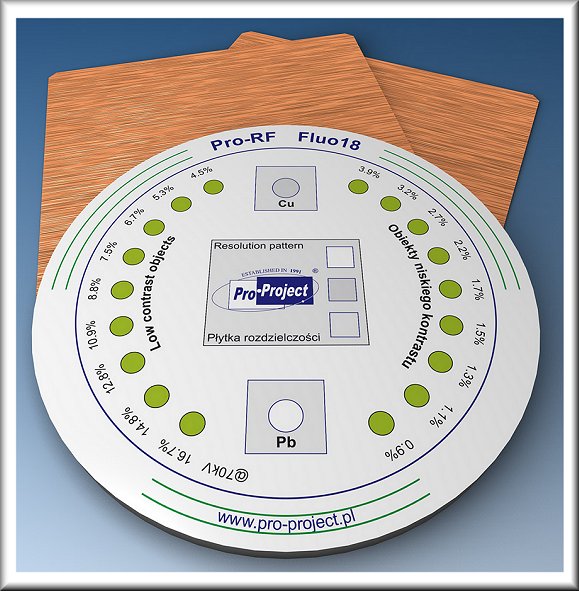 Pro-RF Fluo18
4.5%
5.3%
6.7%
7.5%
8.8%
10.9%
12.8%
14.8%
16.7%
@70kV
Low contrast objects
Cu
3.9%
3.2%
2.7%
2.2%
1.7%
1.5%
1.3%
1.1%
0.9%
Obiekty niskiego kontrastu
Resolution pattern
ESTABLISHED IN 1991
®
Pro•Project
Płytka rozdzielczości
Pb
www.pro-project.pl